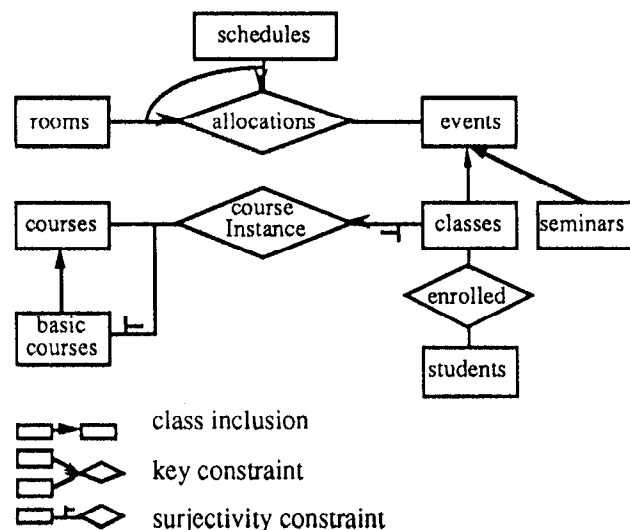 schedules
rooms
allocations
events
courses
course
Instance
classes
seminars
basic
courses
enrolled
students
class inclusion
key constraint
surjectivity constraint